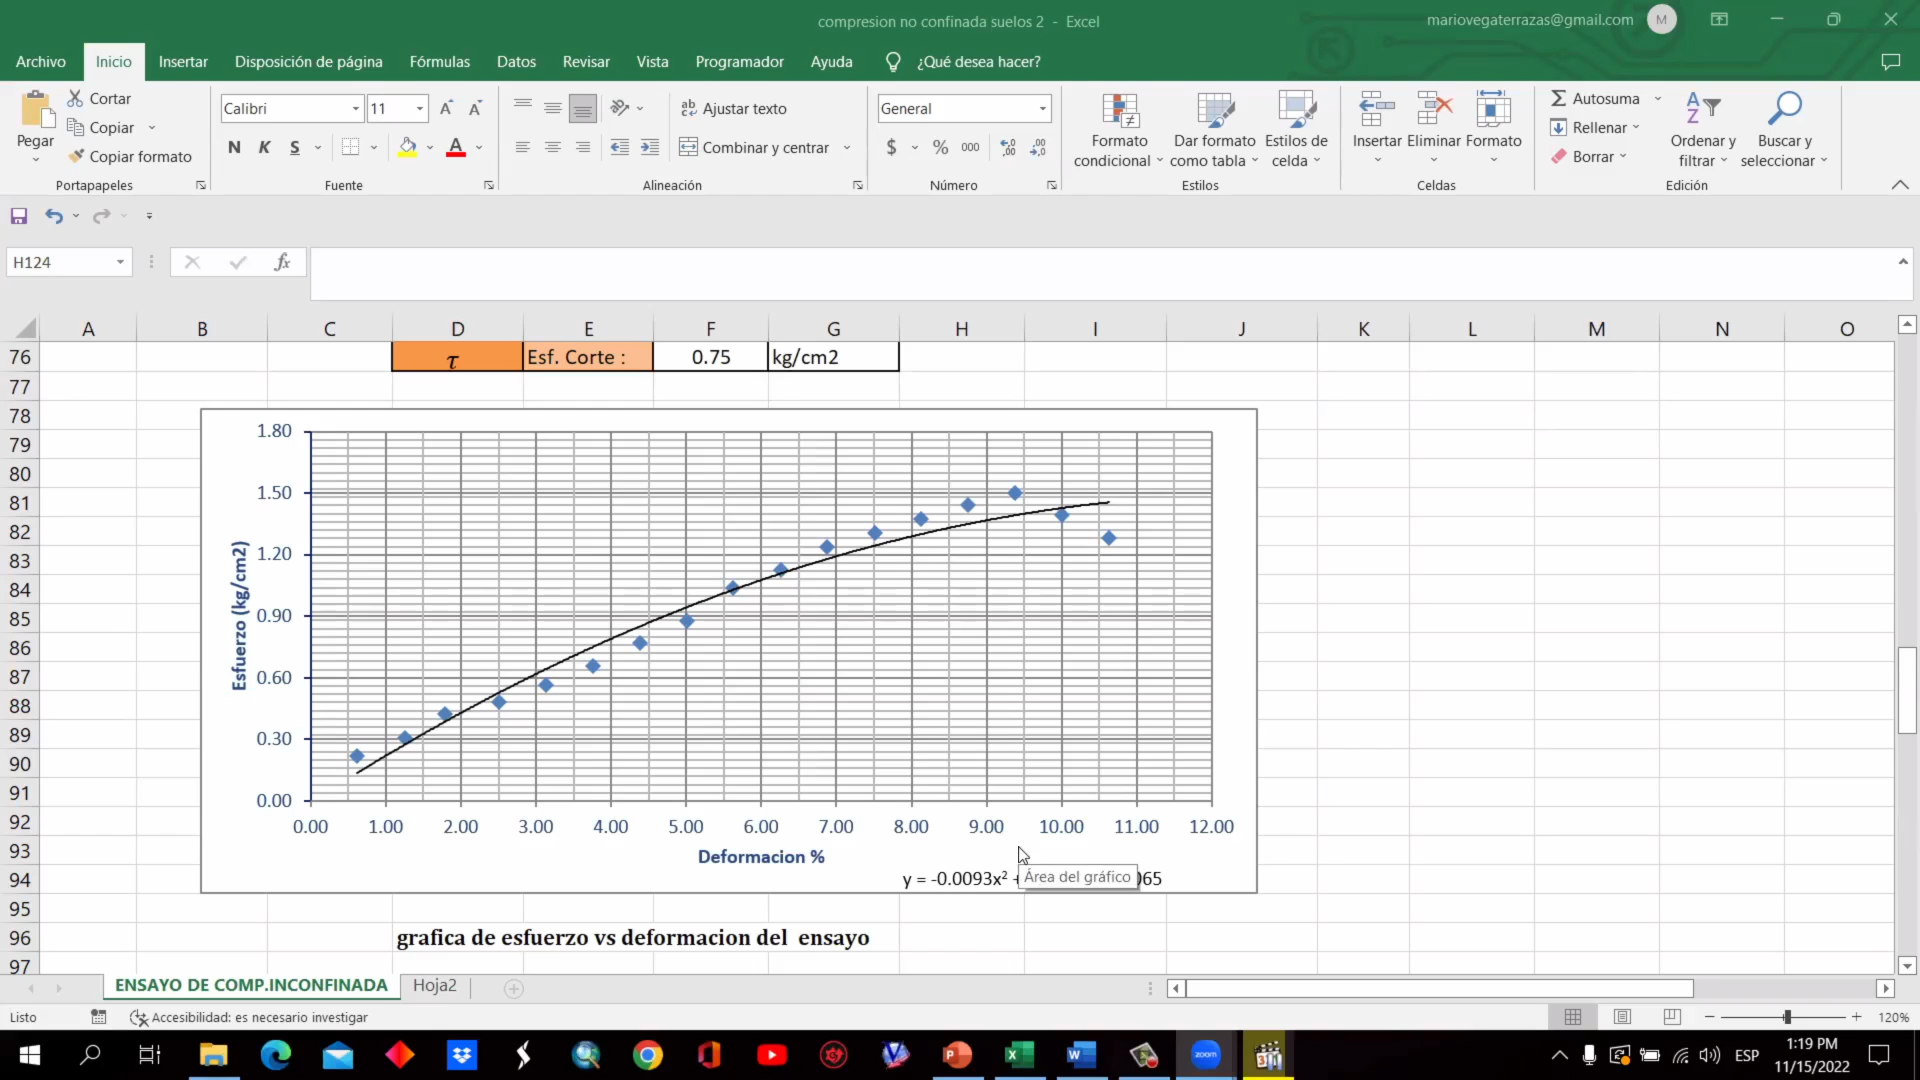 compresion no confinada suelos 2 - Excel
mariovegaterrazas@gmail.com
M
Archivo
Inicio
Insertar
Disposición de página
Fórmulas
Datos
Revisar
Vista
Programador
Ayuda
¿Qué desea hacer?
Pegar
Cortar
Copiar
Copiar formato
Portapapeles
Calibri
11
N K S
Fuente
Ajustar texto
Combinar y centrar
Alineación
General
$ % 000
Número
Formato condicional
Dar formato como tabla
Estilos de celda
Estilos
Insertar
Eliminar
Formato
Celdas
Autosuma
Rellenar
Borrar
Ordenar y filtrar
Buscar y seleccionar
Edición
H124
fx
A B C D E F G H I J K L M N O
76 τ Esf. Corte : 0.75 kg/cm2
77
78
79
80
81
82
83
84
85
86
87
88
89
90
91
92
93
94
95
96
97
Esfuerzo (kg/cm2)
1.80
1.50
1.20
0.90
0.60
0.30
0.00
0.00 1.00 2.00 3.00 4.00 5.00 6.00 7.00 8.00 9.00 10.00 11.00 12.00
Deformacion %
y = -0.0093x² +
Área del gráfico
065
grafica de esfuerzo vs deformacion del ensayo
ENSAYO DE COMP.INCONFINADA
Hoja2
Listo
Accesibilidad: es necesario investigar
120%
zoom
ESP
1:19 PM
11/15/2022